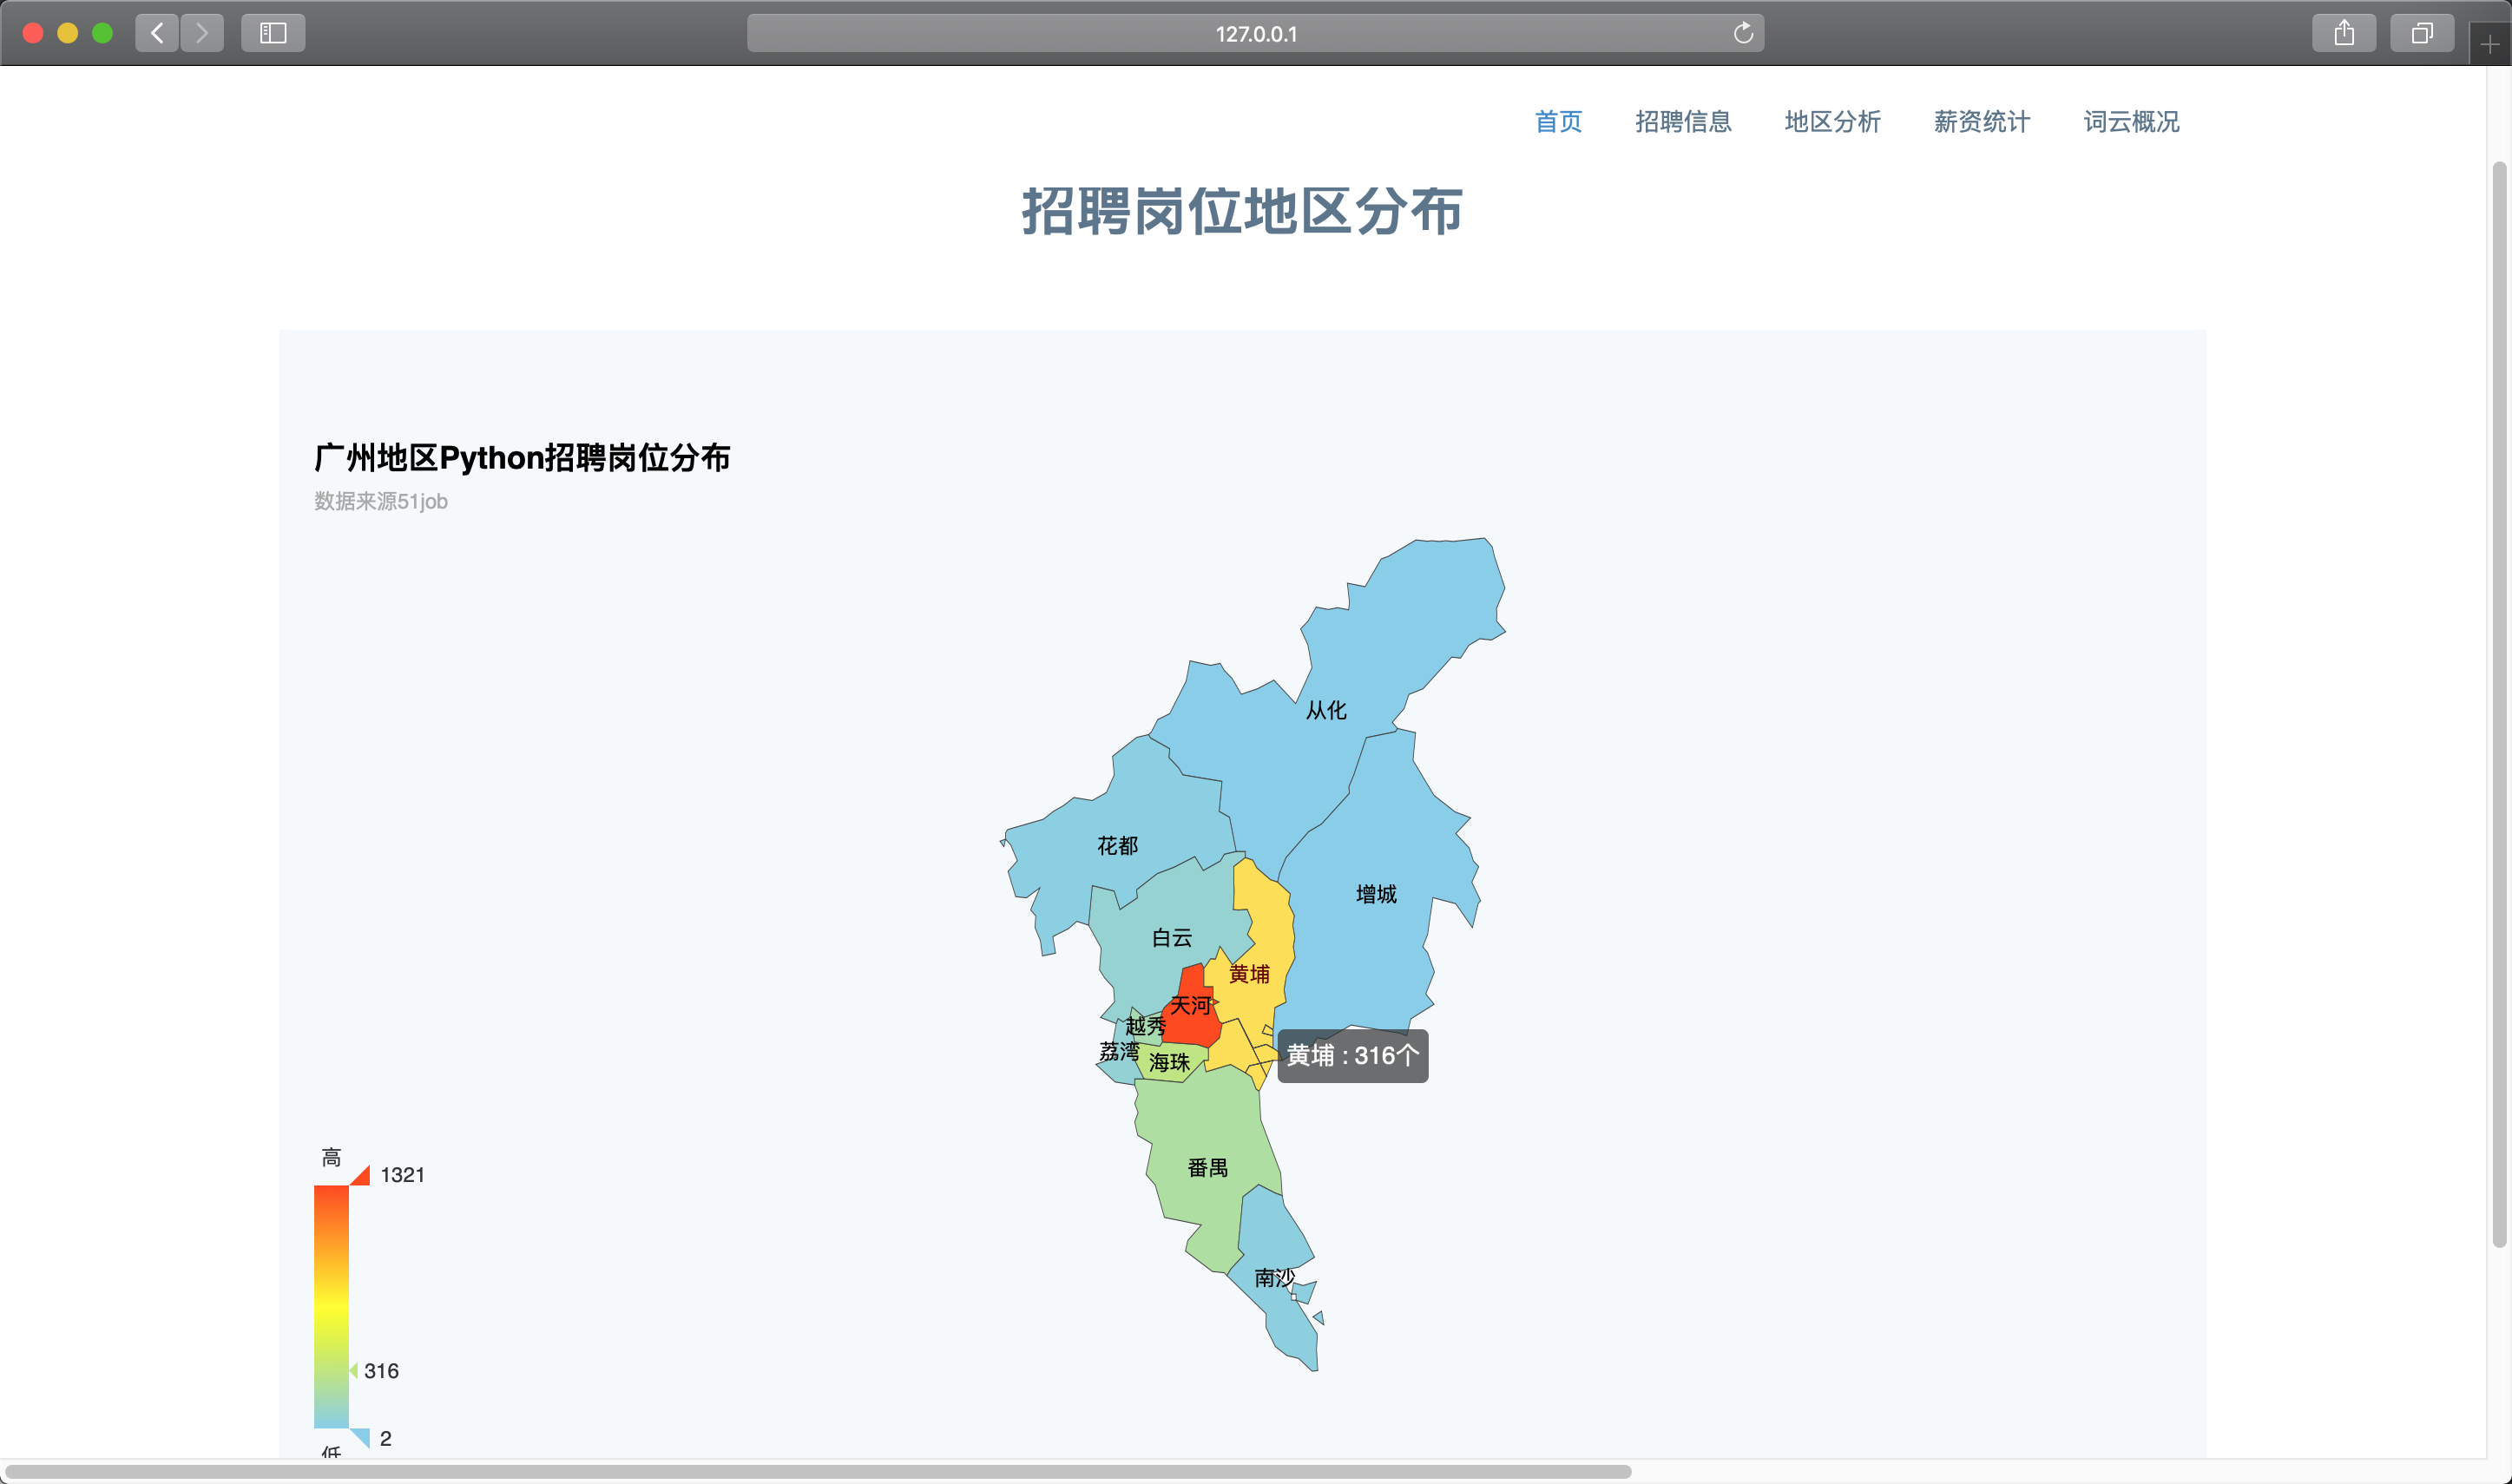 127.0.0.1
首页 招聘信息 地区分析 薪资统计 词云概况
招聘岗位地区分布
广州地区Python招聘岗位分布
数据来源51job
从化
花都
增城
白云
黄埔
天河
越秀
荔湾
海珠
黄埔 : 316个
番禺
南沙
高
1321
316
2
低